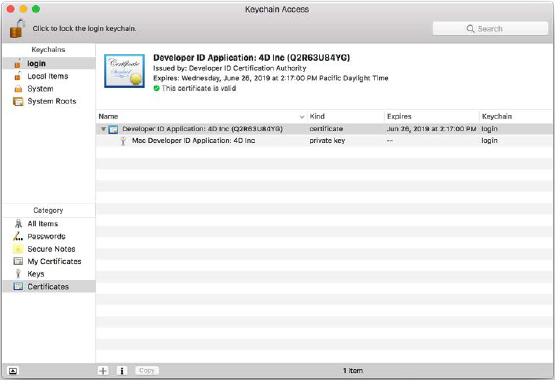 Keychain Access
Click to lock the login keychain.
Search
Keychains
login
Local Items
System
System Roots
Developer ID Application: 4D Inc (Q2R63U84YG)
Issued by: Developer ID Certification Authority
Expires: Wednesday, June 26, 2019 at 2:17:00 PM Pacific Daylight Time
This certificate is valid
Name Kind Expires Keychain
Developer ID Application: 4D Inc (Q2R63U84YG) certificate Jun 26, 2019 at 2:17:00 PM login
Mac Developer ID Application: 4D Inc private key -- login
Category
All Items
Passwords
Secure Notes
My Certificates
Keys
Certificates
Copy
1 item